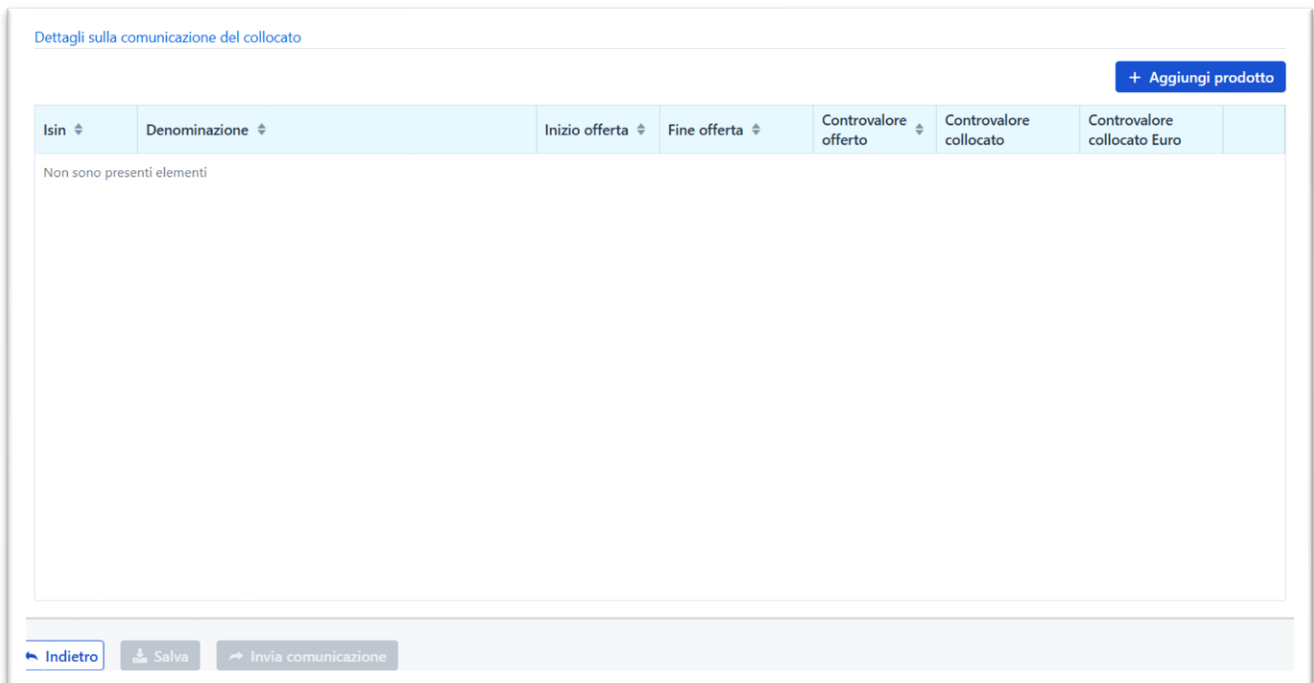 Dettagli sulla comunicazione del collocato
+ Aggiungi prodotto
Isin Denominazione Inizio offerta Fine offerta Controvalore offerto Controvalore collocato Controvalore collocato Euro
Non sono presenti elementi
Indietro Salva Invia comunicazione